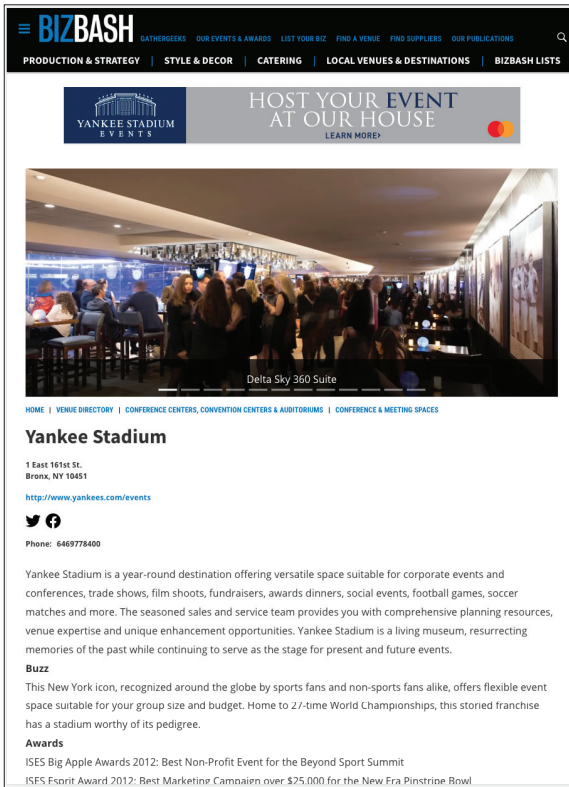 BIZBASH
GATHERGEEKS OUR EVENTS & AWARDS LIST YOUR BIZ FIND A VENUE FIND SUPPLIERS OUR PUBLICATIONS
PRODUCTION & STRATEGY | STYLE & DECOR | CATERING | LOCAL VENUES & DESTINATIONS | BIZBASH LISTS
YANKEE STADIUM
EVENTS
HOST YOUR EVENT
AT OUR HOUSE
LEARN MORE>
Delta Sky 360 Suite
HOME | VENUE DIRECTORY | CONFERENCE CENTERS, CONVENTION CENTERS & AUDITORIUMS | CONFERENCE & MEETING SPACES
Yankee Stadium
1 East 161st St.
Bronx, NY 10451
http://www.yankees.com/events
Phone: 6469778400
Yankee Stadium is a year-round destination offering versatile space suitable for corporate events and
conferences, trade shows, film shoots, fundraisers, awards dinners, social events, football games, soccer
matches and more. The seasoned sales and service team provides you with comprehensive planning resources,
venue expertise and unique enhancement opportunities. Yankee Stadium is a living museum, resurrecting
memories of the past while continuing to serve as the stage for present and future events.
Buzz
This New York icon, recognized around the globe by sports fans and non-sports fans alike, offers flexible event
space suitable for your group size and budget. Home to 27-time World Championships, this storied franchise
has a stadium worthy of its pedigree.
Awards
ISES Big Apple Awards 2012: Best Non-Profit Event for the Beyond Sport Summit
ISES Esprit Award 2012: Best Marketing Campaign over $25,000 for the New Era Pinstripe Bowl